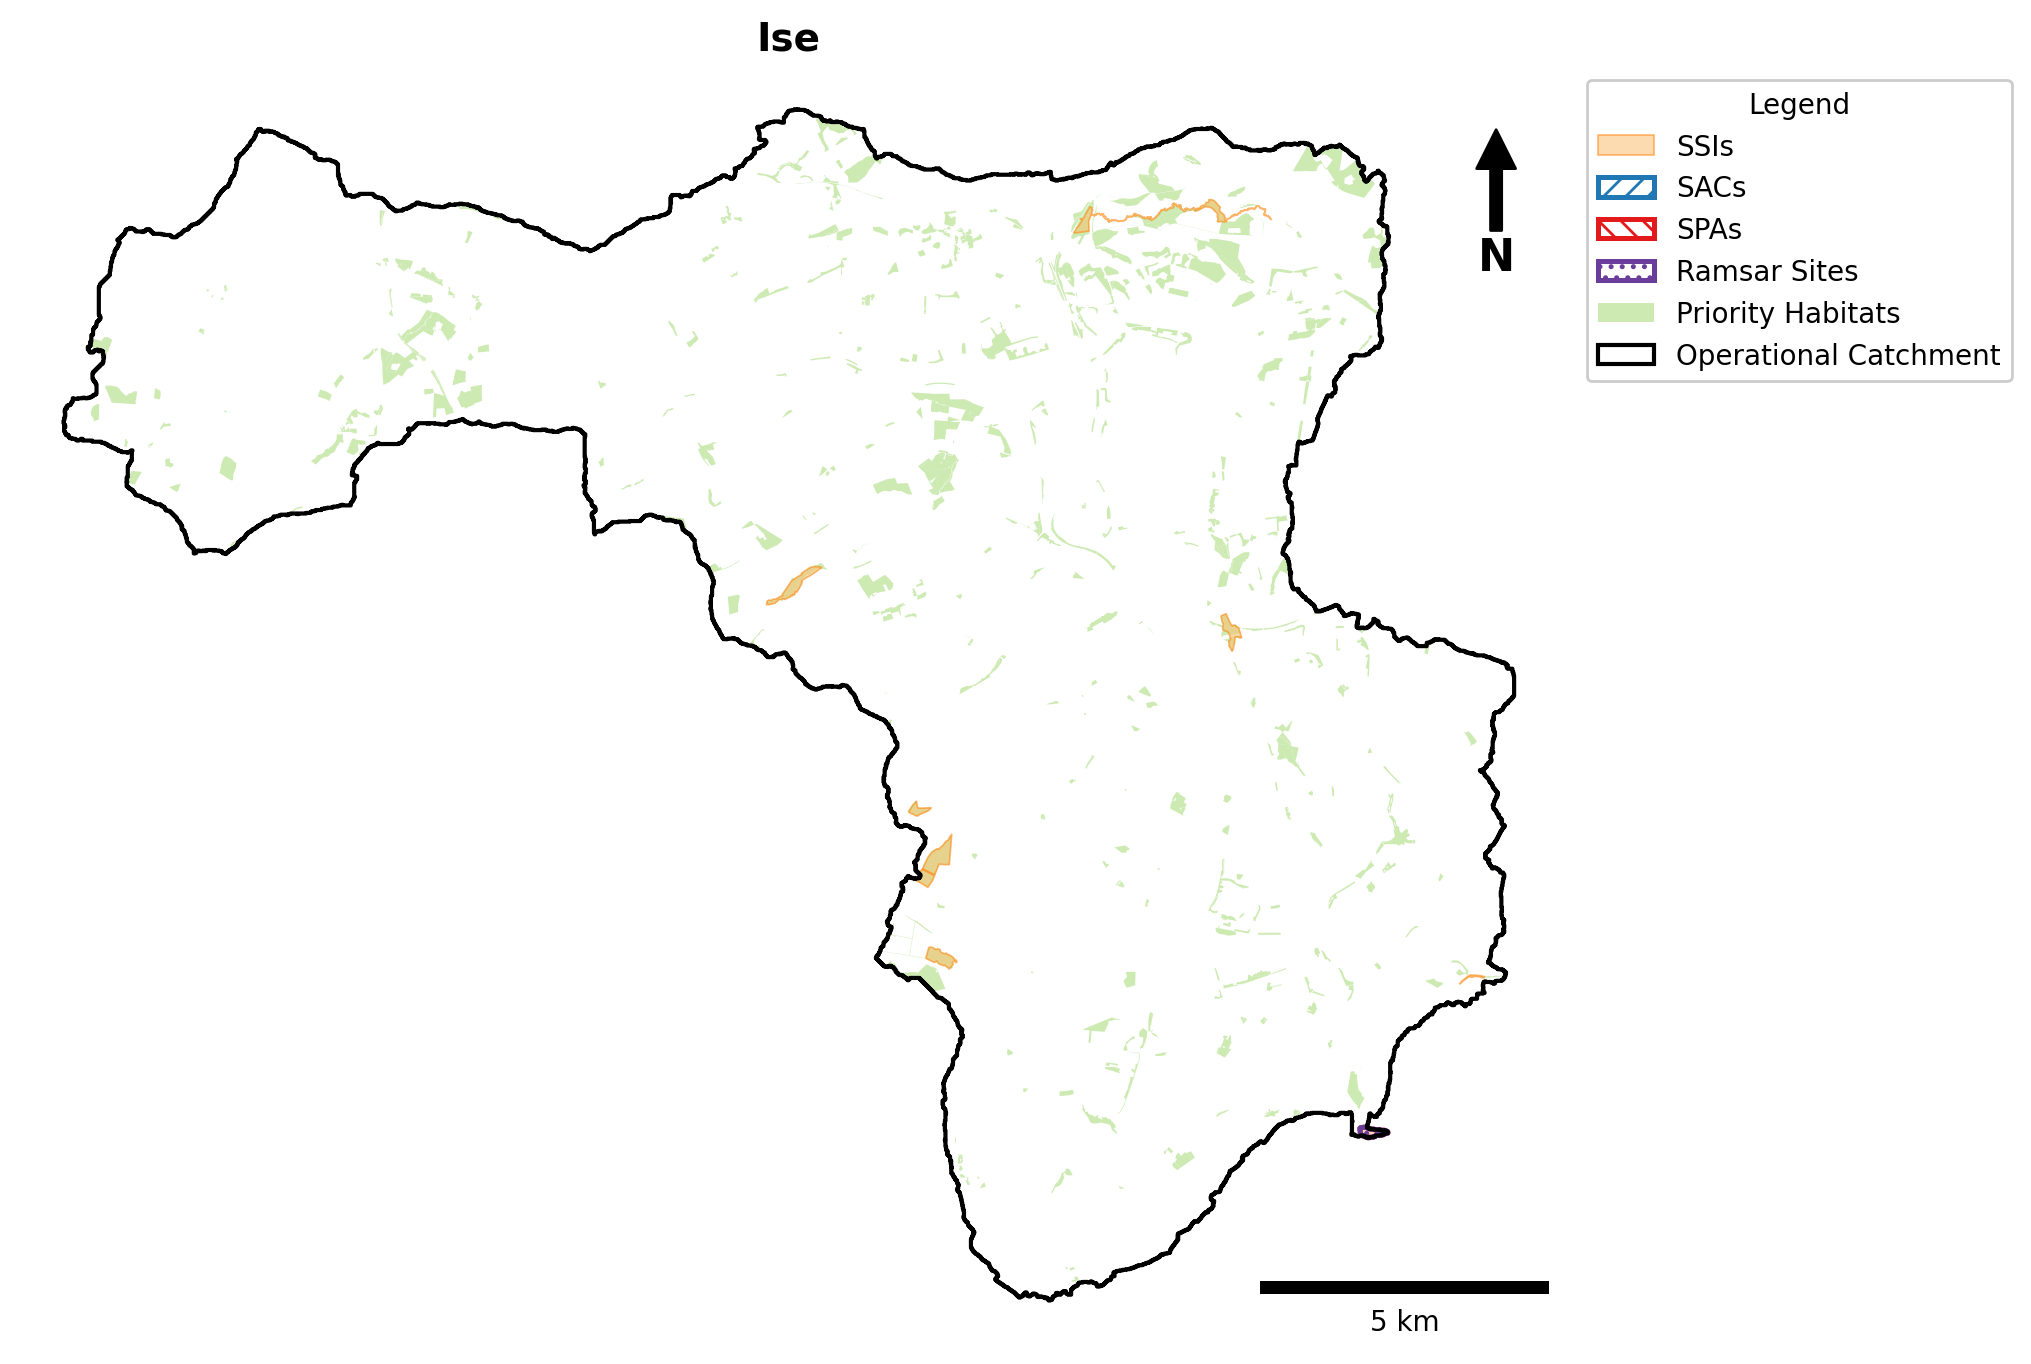 Ise
N
Legend
SSIs
SACs
SPAs
Ramsar Sites
Priority Habitats
Operational Catchment
5 km